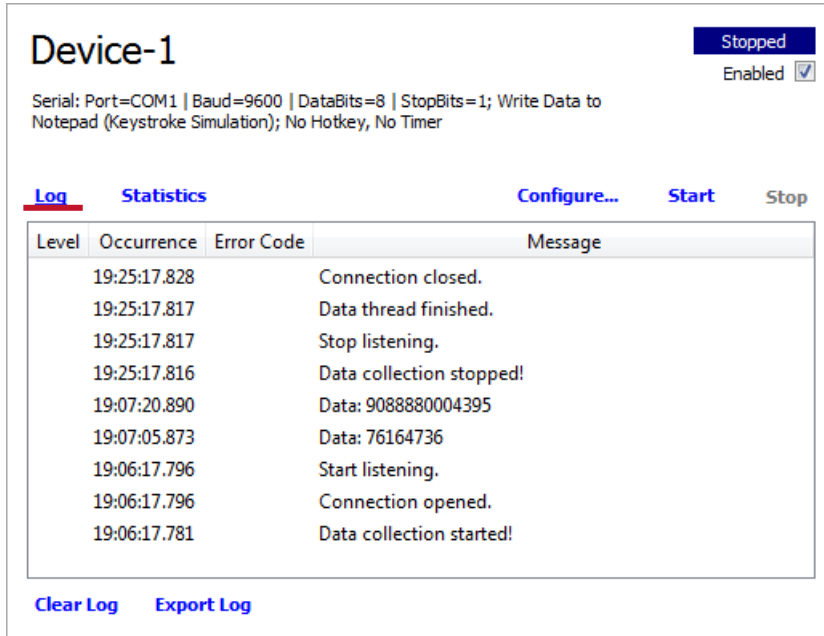 Device-1
Stopped
Enabled
Serial: Port=COM1 | Baud=9600 | DataBits=8 | StopBits=1; Write Data to
Notepad (Keystroke Simulation); No Hotkey, No Timer
Log Statistics Configure... Start Stop
Level Occurrence Error Code Message
19:25:17.828 Connection closed.
19:25:17.817 Data thread finished.
19:25:17.817 Stop listening.
19:25:17.816 Data collection stopped!
19:07:20.890 Data: 9088880004395
19:07:05.873 Data: 76164736
19:06:17.796 Start listening.
19:06:17.796 Connection opened.
19:06:17.781 Data collection started!
Clear Log Export Log